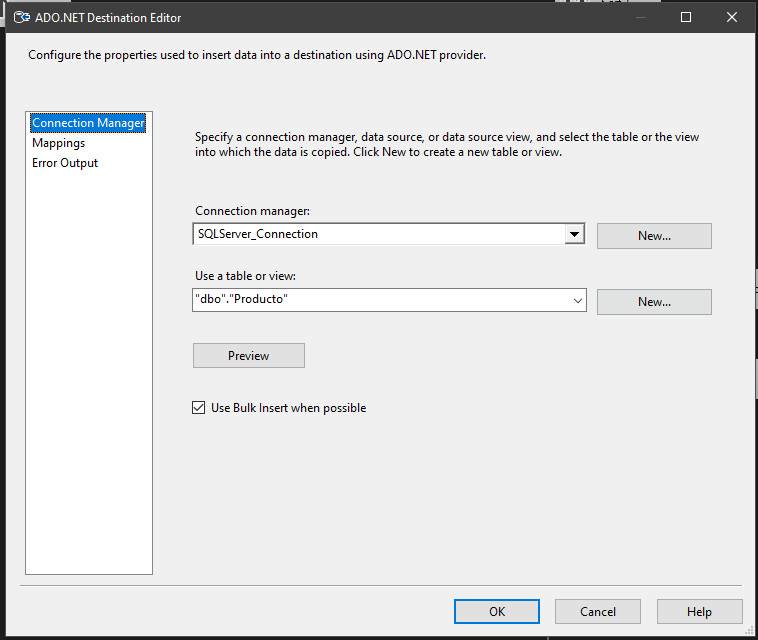 ADO.NET Destination Editor
Configure the properties used to insert data into a destination using ADO.NET provider.
Connection Manager
Mappings
Error Output
Specify a connection manager, data source, or data source view, and select the table or the view
into which the data is copied. Click New to create a new table or view.
Connection manager:
SQLServer_Connection
New...
Use a table or view:
"dbo"."Producto"
New...
Preview
Use Bulk Insert when possible
OK
Cancel
Help